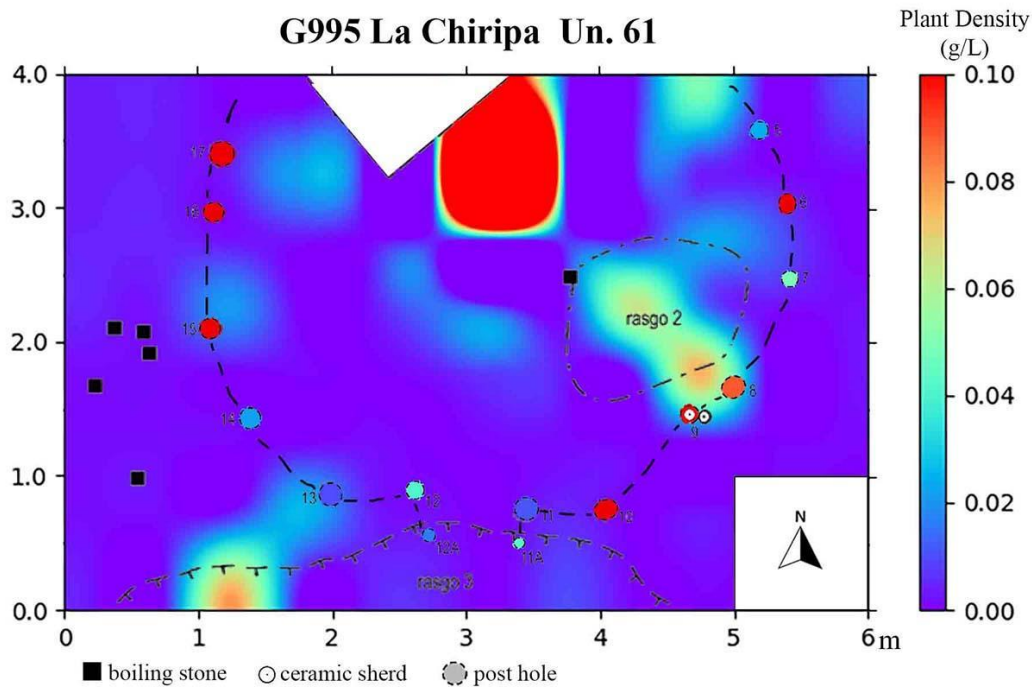 G995 La Chiripa Un. 61
Plant Density
(g/L)
4.0
3.0
2.0
1.0
0.0
0 1 2 3 4 5 6 m
0.10
0.08
0.06
0.04
0.02
0.00
17
16
15
14
13
12
12A
11
11A
10
9
8
7
6
5
rasgo 2
rasgo 3
N
boiling stone ceramic sherd post hole